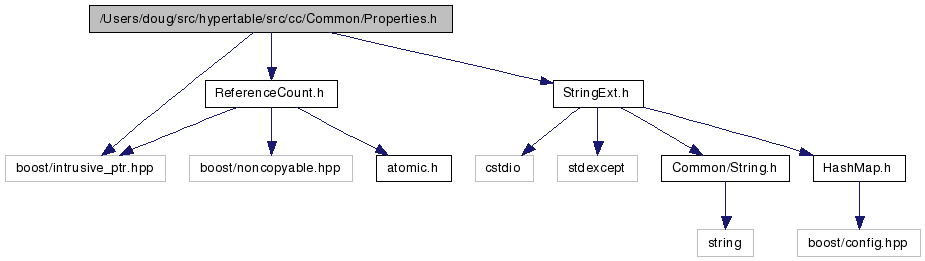 /Users/doug/src/hypertable/src/cc/Common/Properties.h
ReferenceCount.h
StringExt.h
boost/intrusive_ptr.hpp
boost/noncopyable.hpp
atomic.h
cstdio
stdexcept
Common/String.h
HashMap.h
string
boost/config.hpp